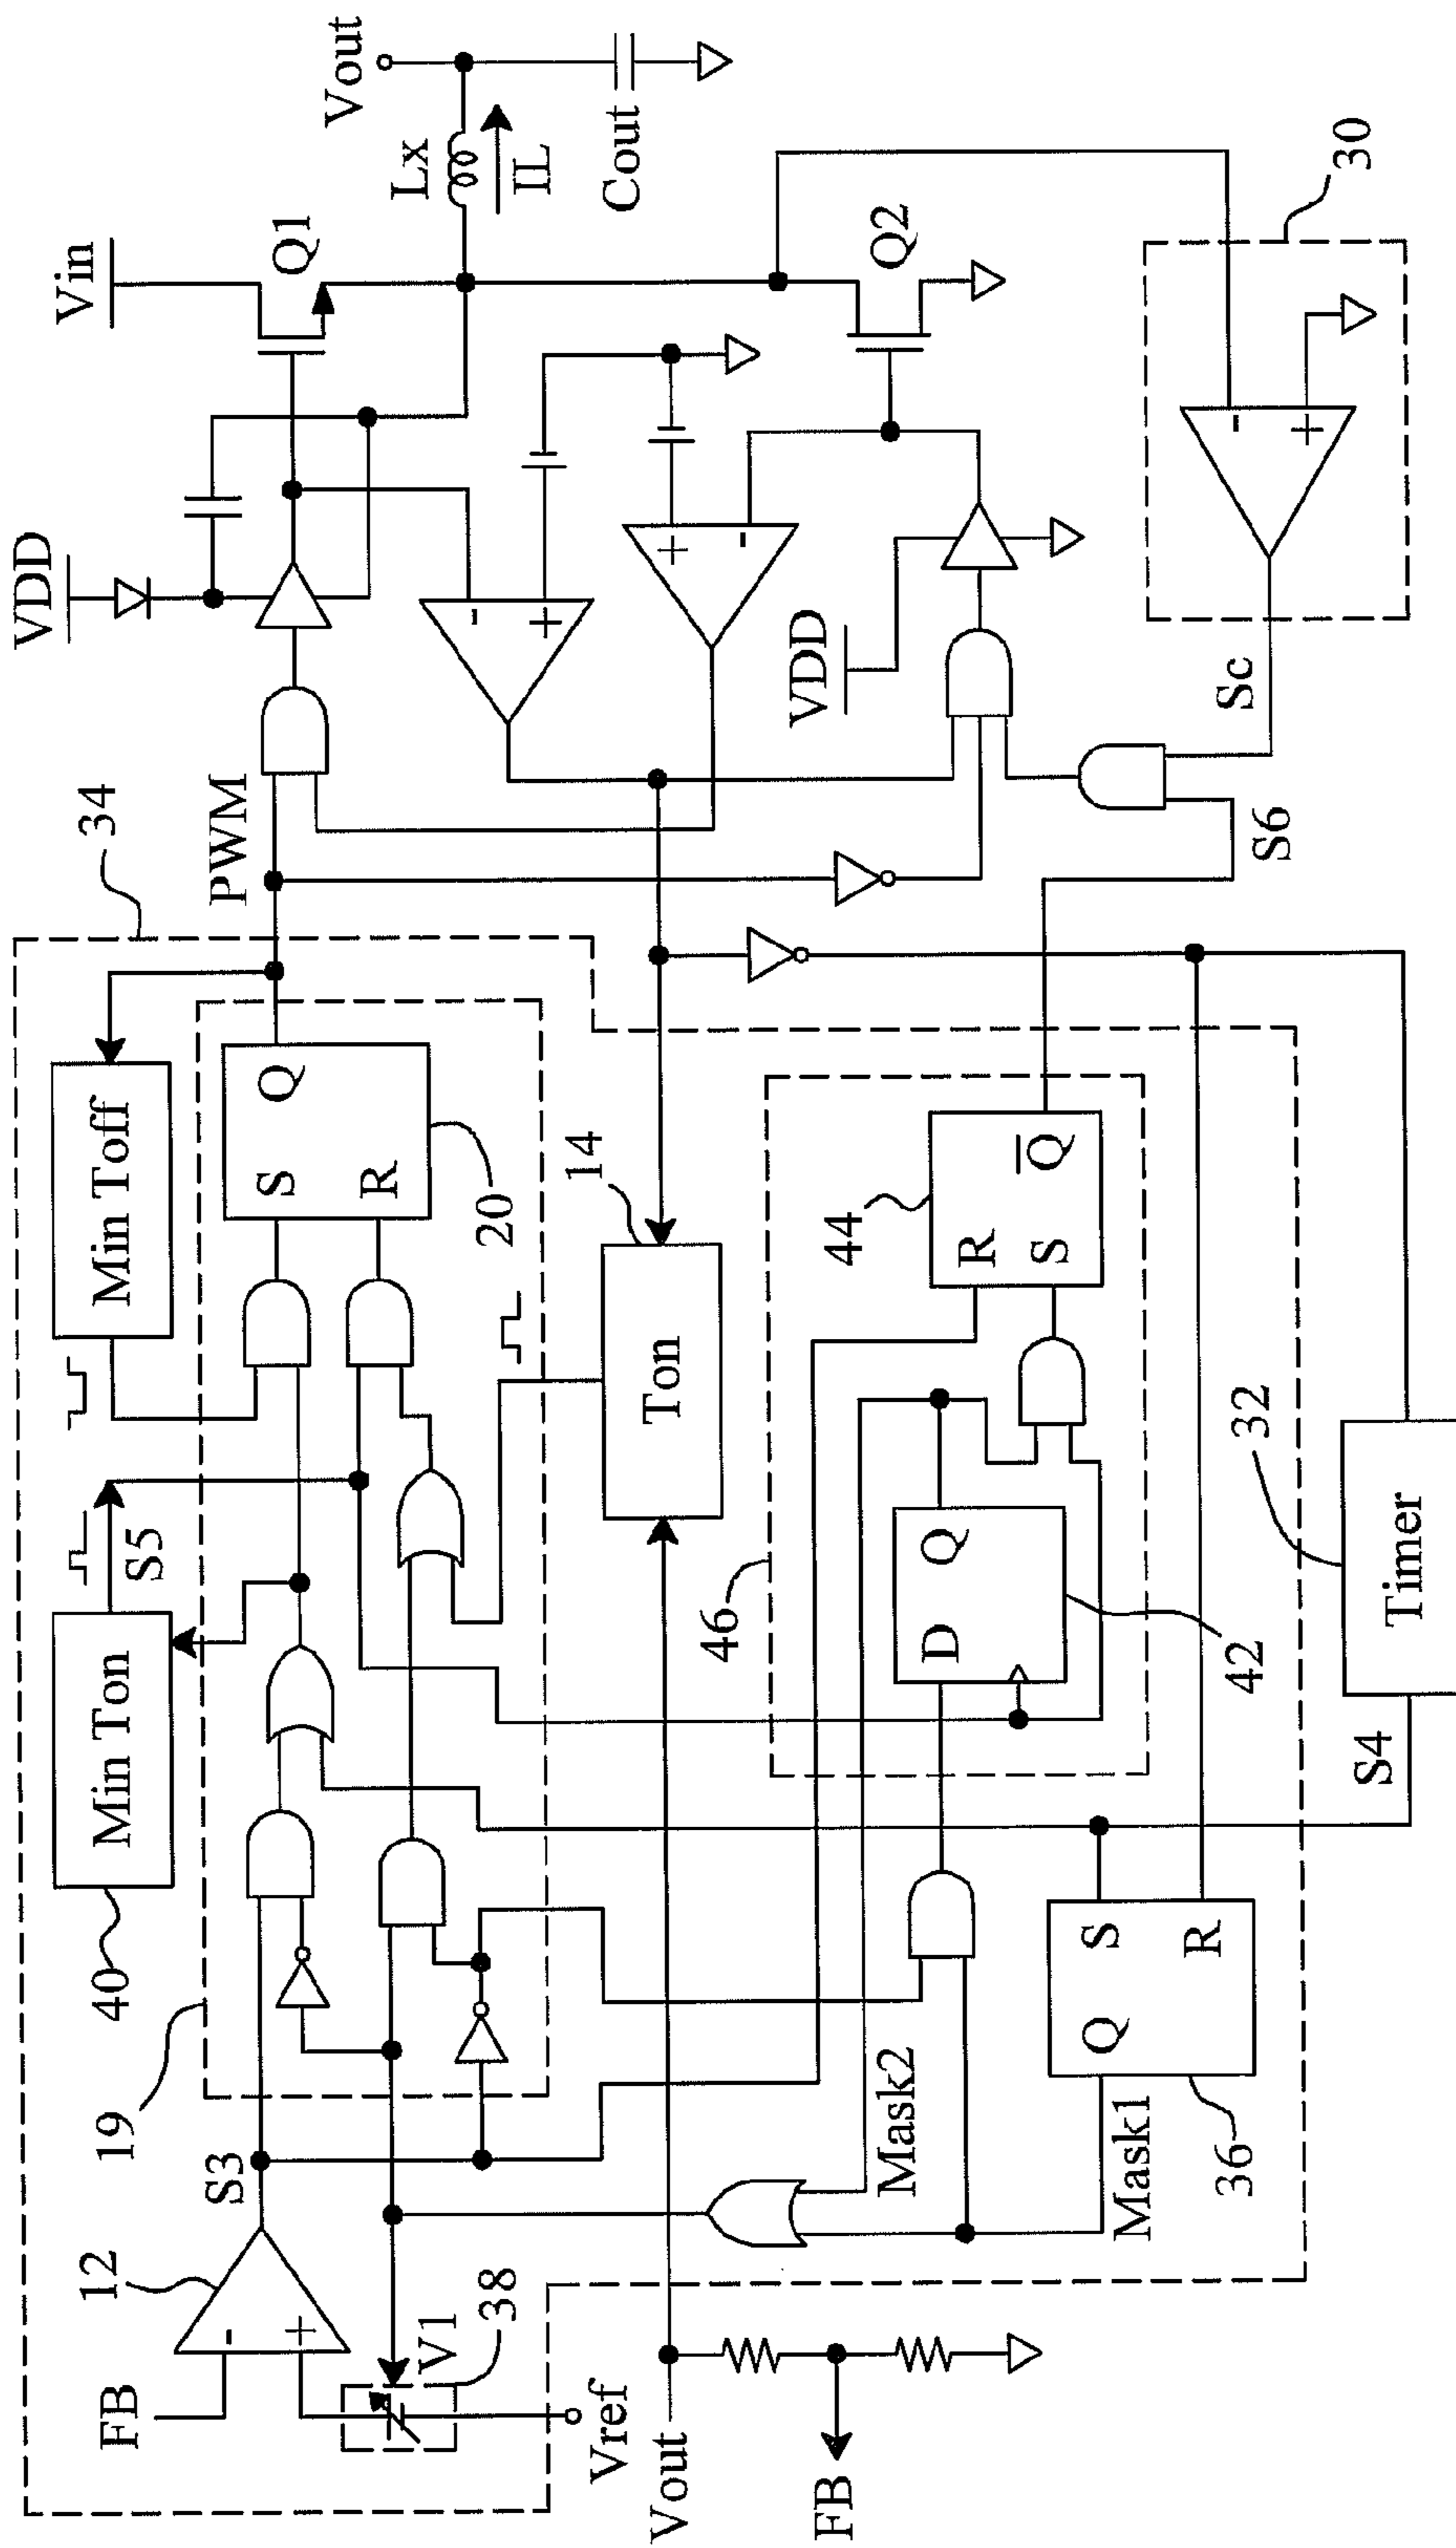 34
Min Ton
40
S5
Min Toff
PWM
VDD
Vin
Q1
Vout
Lx
IL
Cout
19
S
Q
R
20
12
FB
-
+
S3
V1
38
Vref
Ton
14
-
+
+
-
Q2
VDD
Vout
FB
46
D
Q
42
44
R
S
Q̅
Mask2
Mask1
Q
S
R
36
S4
32
Timer
S6
Sc
-
+
30